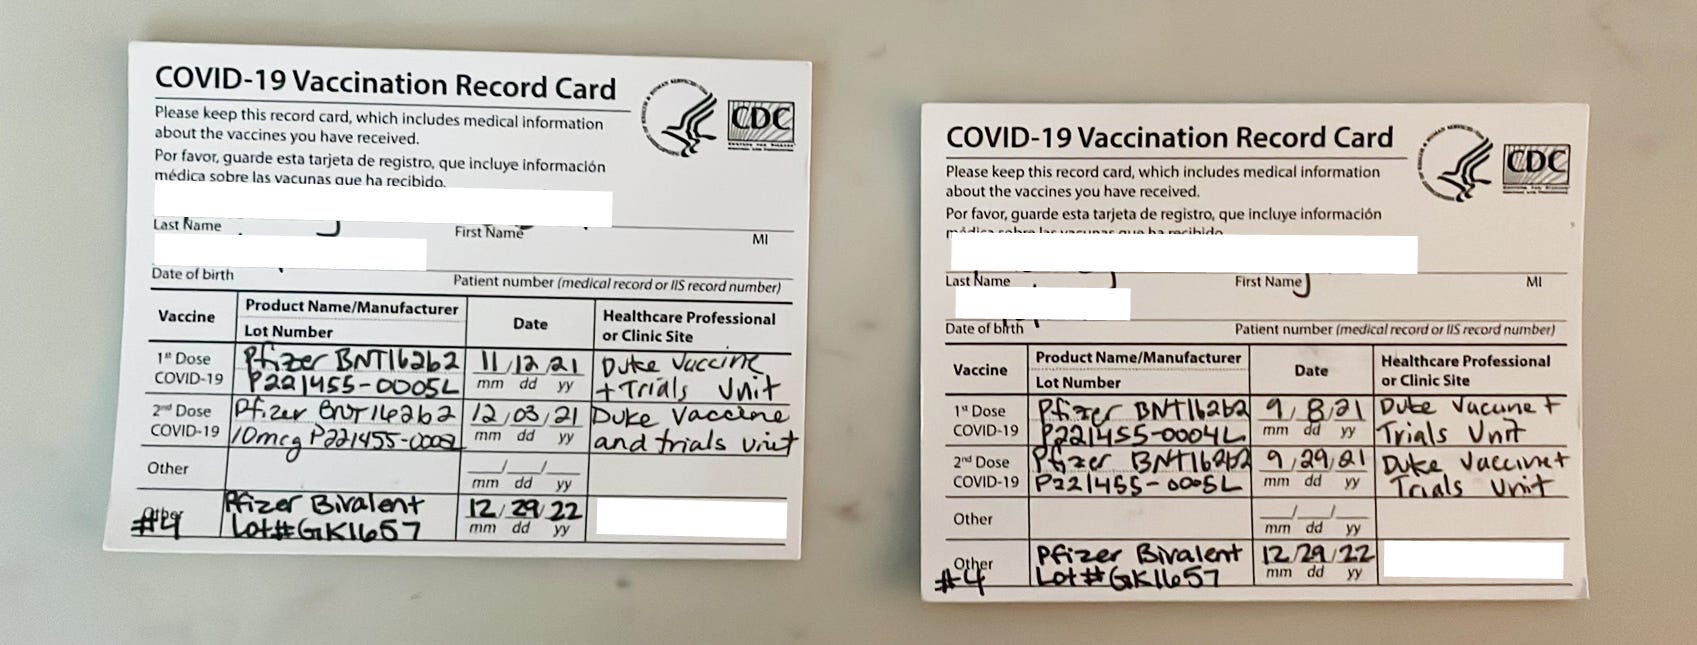 COVID-19 Vaccination Record Card
CDC
Please keep this record card, which includes medical information
about the vaccines you have received.
Por favor, guarde esta tarjeta de registro, que incluye información
médica sobre las vacunas que ha recibido.
Last Name First Name MI
Date of birth Patient number (medical record or IIS record number)
Vaccine Product Name/Manufacturer Date Healthcare Professional
Lot Number or Clinic Site
1st Dose Pfizer BNT162b2 11/12/21 Duke Vaccine
COVID-19 P221455-0005L mm dd yy + Trials Unit
2nd Dose Pfizer BNT162b2 12/03/21 Duke Vaccine
COVID-19 10mcg mm dd yy and trials unit
Other mm dd yy
Other Pfizer Bivalent 12/29/22
#4 Lot#GK1657 mm dd yy
COVID-19 Vaccination Record Card
CDC
Please keep this record card, which includes medical information
about the vaccines you have received.
Por favor, guarde esta tarjeta de registro, que incluye información
médica sobre las vacunas que ha recibido.
Last Name First Name MI
Date of birth Patient number (medical record or IIS record number)
Vaccine Product Name/Manufacturer Date Healthcare Professional
Lot Number or Clinic Site
1st Dose Pfizer BNT162b2 9/8/21 Duke Vaccine +
COVID-19 P221455-0004L mm dd yy Trials Unit
2nd Dose Pfizer BNT162b2 9/29/21 Duke Vaccine +
COVID-19 P221455-0005L mm dd yy Trials Unit
Other mm dd yy
Other Pfizer Bivalent 12/29/22
#4 Lot#GK1657 mm dd yy